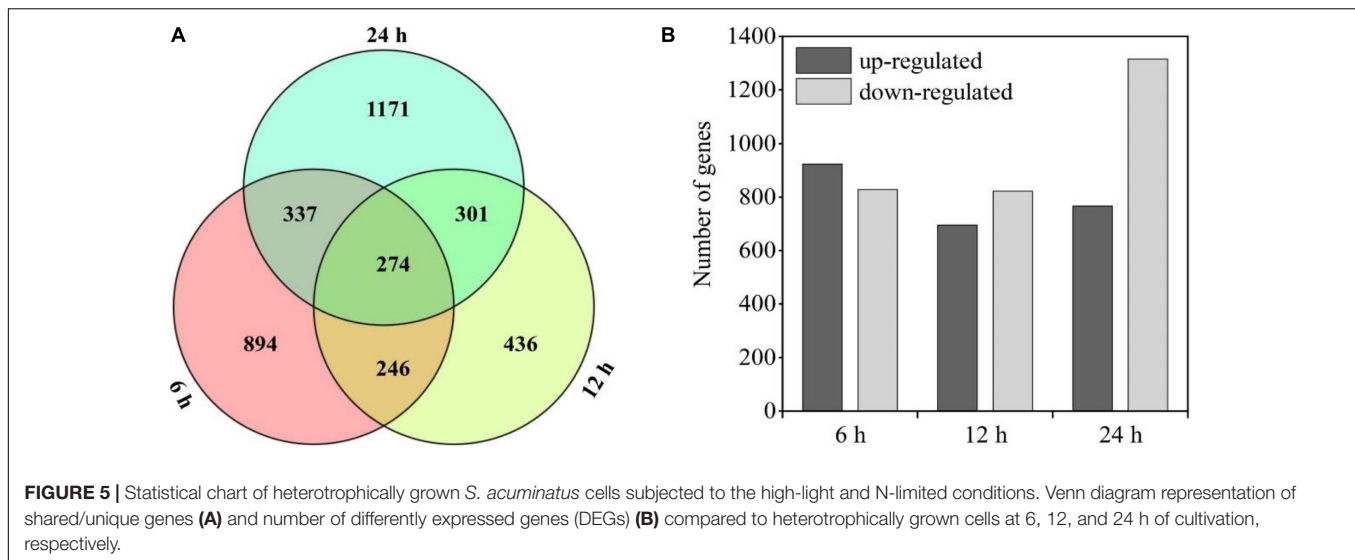 A
24 h
1171
337
301
274
894
246
436
6 h
12 h
B
1400
1200
1000
800
600
400
200
0
Number of genes
up-regulated
down-regulated
6 h
12 h
24 h
FIGURE 5 | Statistical chart of heterotrophically grown S. acuminatus cells subjected to the high-light and N-limited conditions. Venn diagram representation of
shared/unique genes (A) and number of differently expressed genes (DEGs) (B) compared to heterotrophically grown cells at 6, 12, and 24 h of cultivation,
respectively.